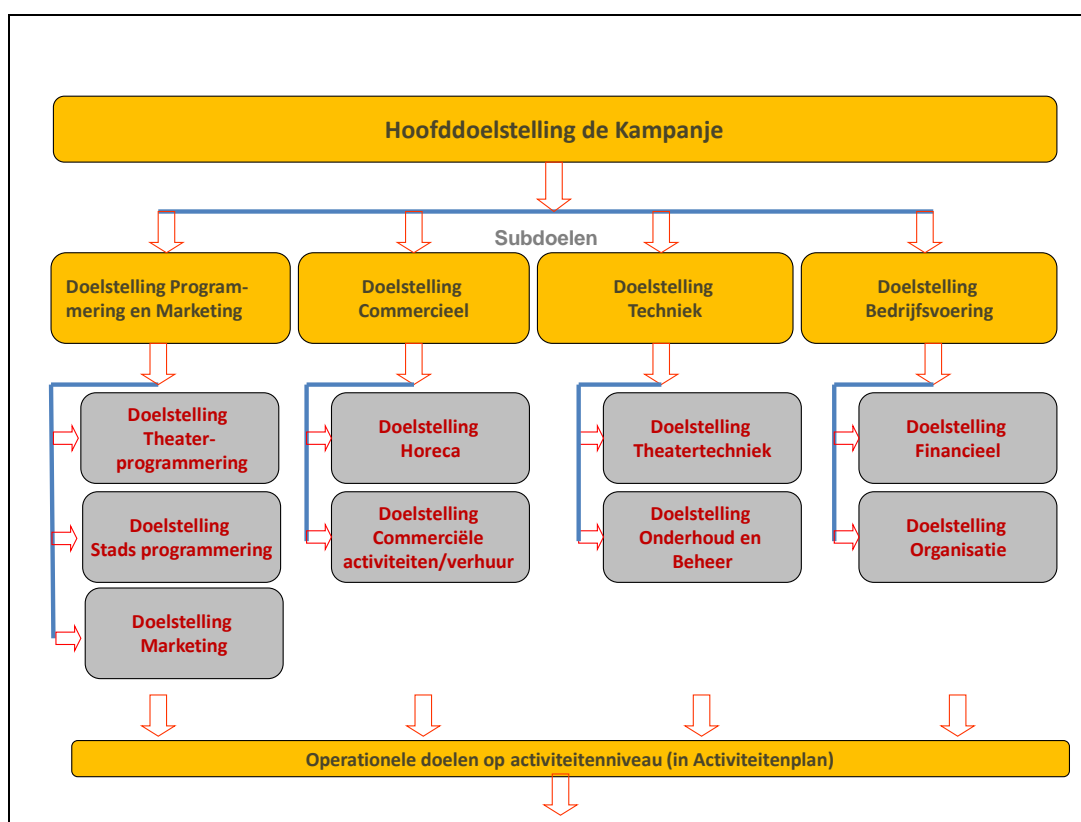 Hoofddoelstelling de Kampanje
Subdoelen
Doelstelling Program-
mering en Marketing
Doelstelling
Commercieel
Doelstelling
Techniek
Doelstelling
Bedrijfsvoering
Doelstelling
Theater-
programmering
Doelstelling
Stads programmering
Doelstelling
Marketing
Doelstelling
Horeca
Doelstelling
Commerciële
activiteiten/verhuur
Doelstelling
Theatertechniek
Doelstelling
Onderhoud en
Beheer
Doelstelling
Financieel
Doelstelling
Organisatie
Operationele doelen op activiteitenniveau (in Activiteitenplan)